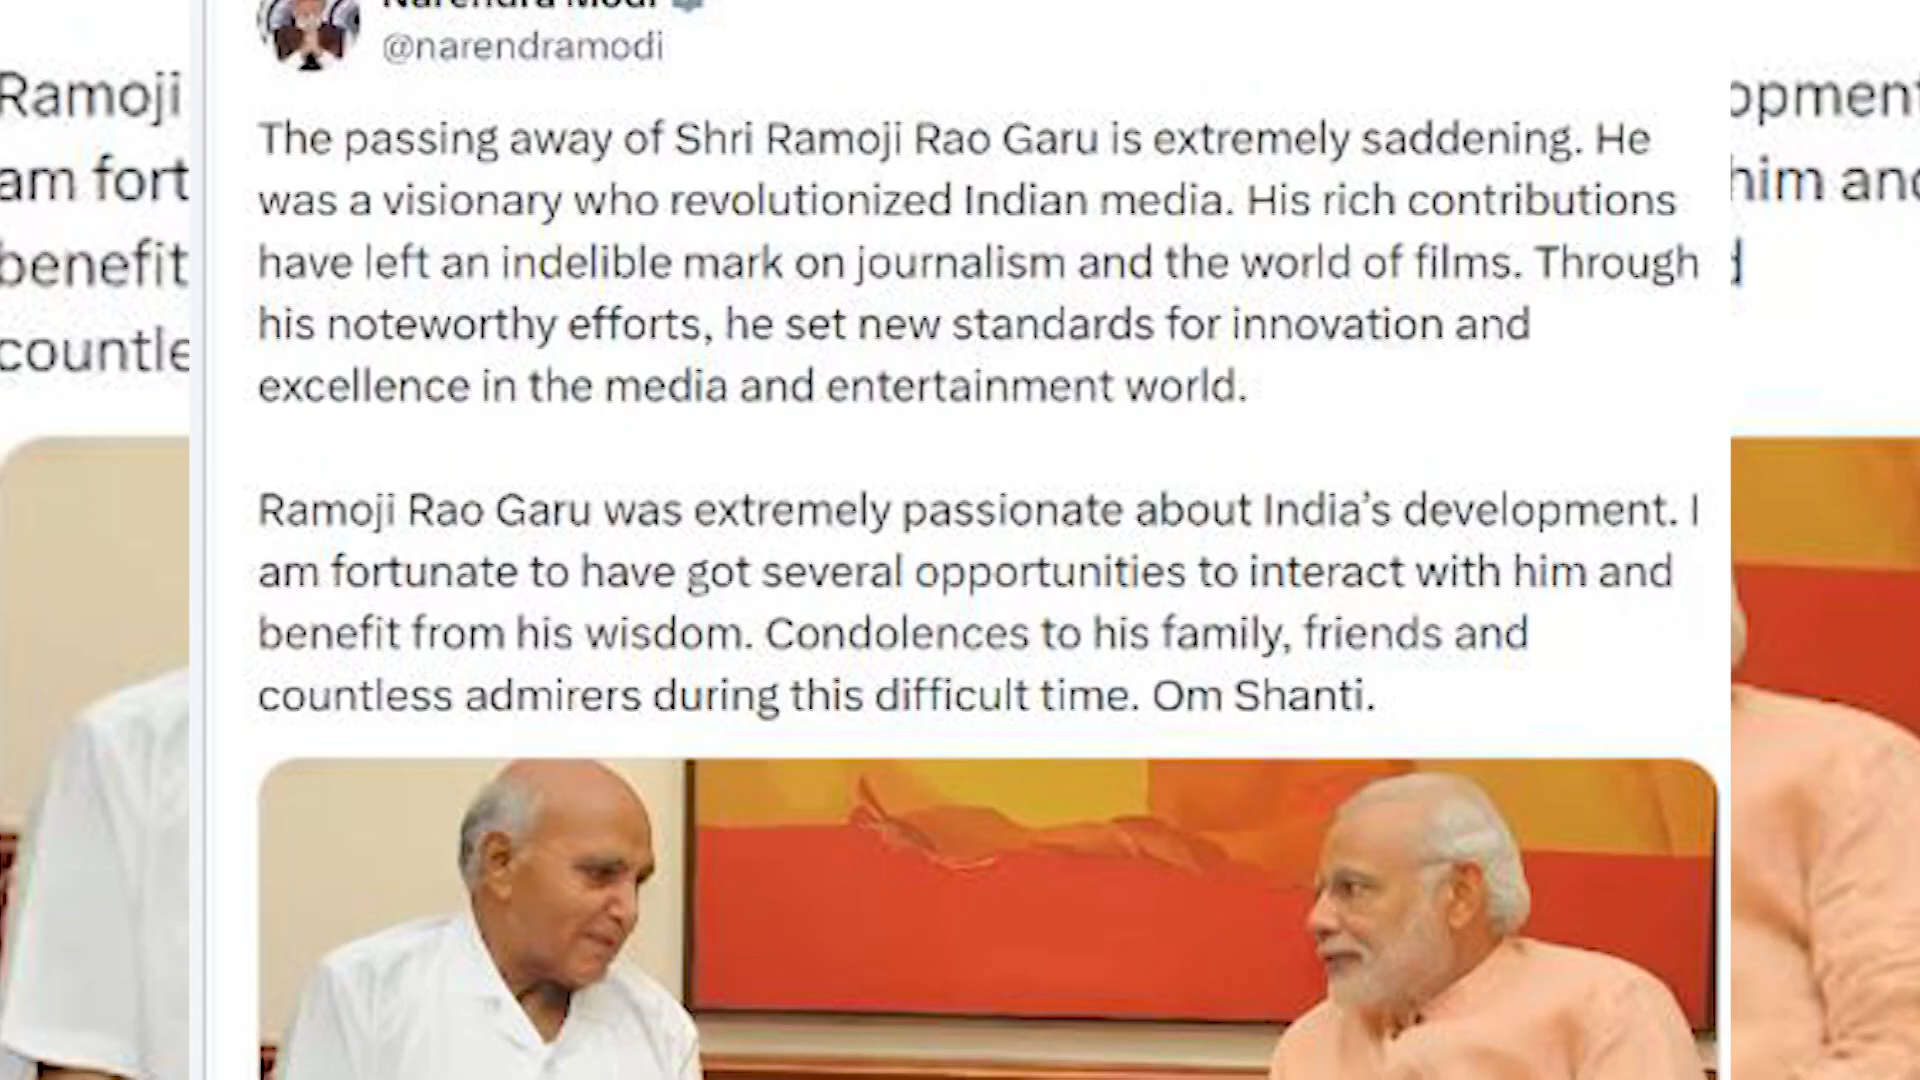 Narendra Modi
@narendramodi
The passing away of Shri Ramoji Rao Garu is extremely saddening. He
was a visionary who revolutionized Indian media. His rich contributions
have left an indelible mark on journalism and the world of films. Through
his noteworthy efforts, he set new standards for innovation and
excellence in the media and entertainment world.
Ramoji Rao Garu was extremely passionate about India’s development. I
am fortunate to have got several opportunities to interact with him and
benefit from his wisdom. Condolences to his family, friends and
countless admirers during this difficult time. Om Shanti.
Ramoji
am fort
benefit
countle
opment
him and
d